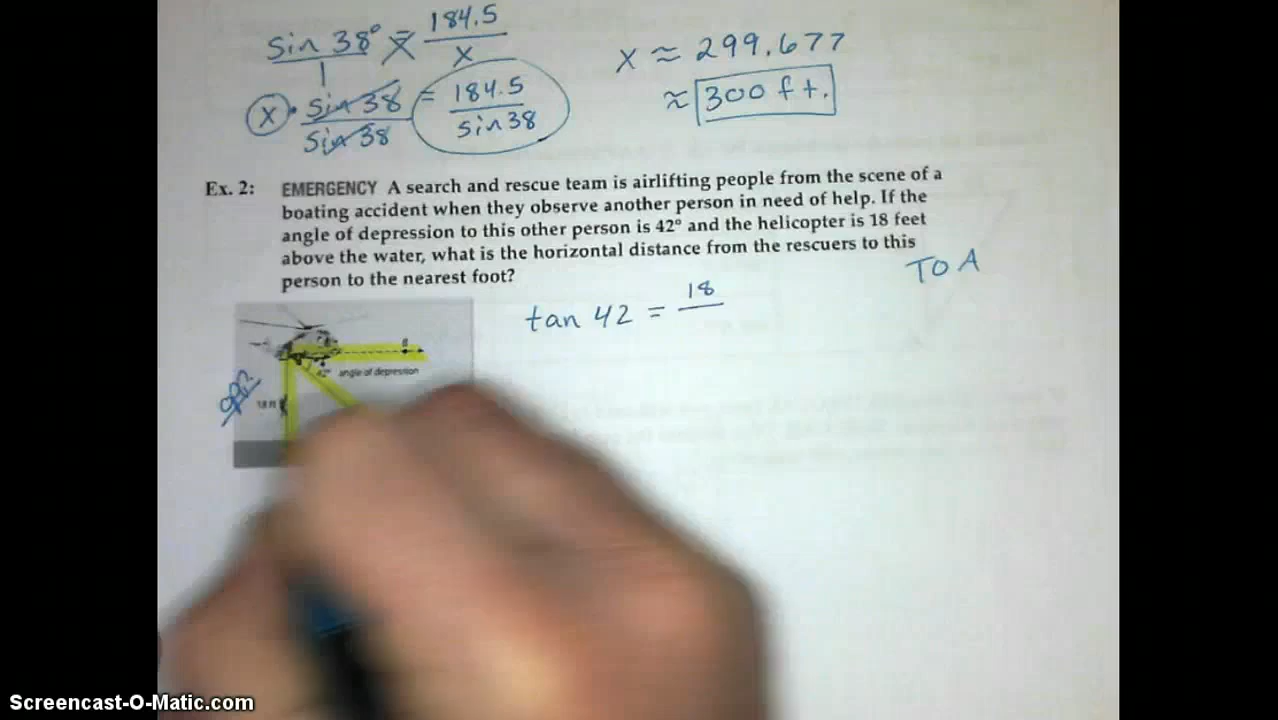 sin 38° = 184.5
1 x
x · sin 38 = 184.5
sin 38 sin 38
x ≈ 299.677
≈ 300 ft.
Ex. 2: EMERGENCY A search and rescue team is airlifting people from the scene of a
boating accident when they observe another person in need of help. If the
angle of depression to this other person is 42° and the helicopter is 18 feet
above the water, what is the horizontal distance from the rescuers to this
person to the nearest foot?
TOA
tan 42 = 18
42° angle of depression
18 ft
opp